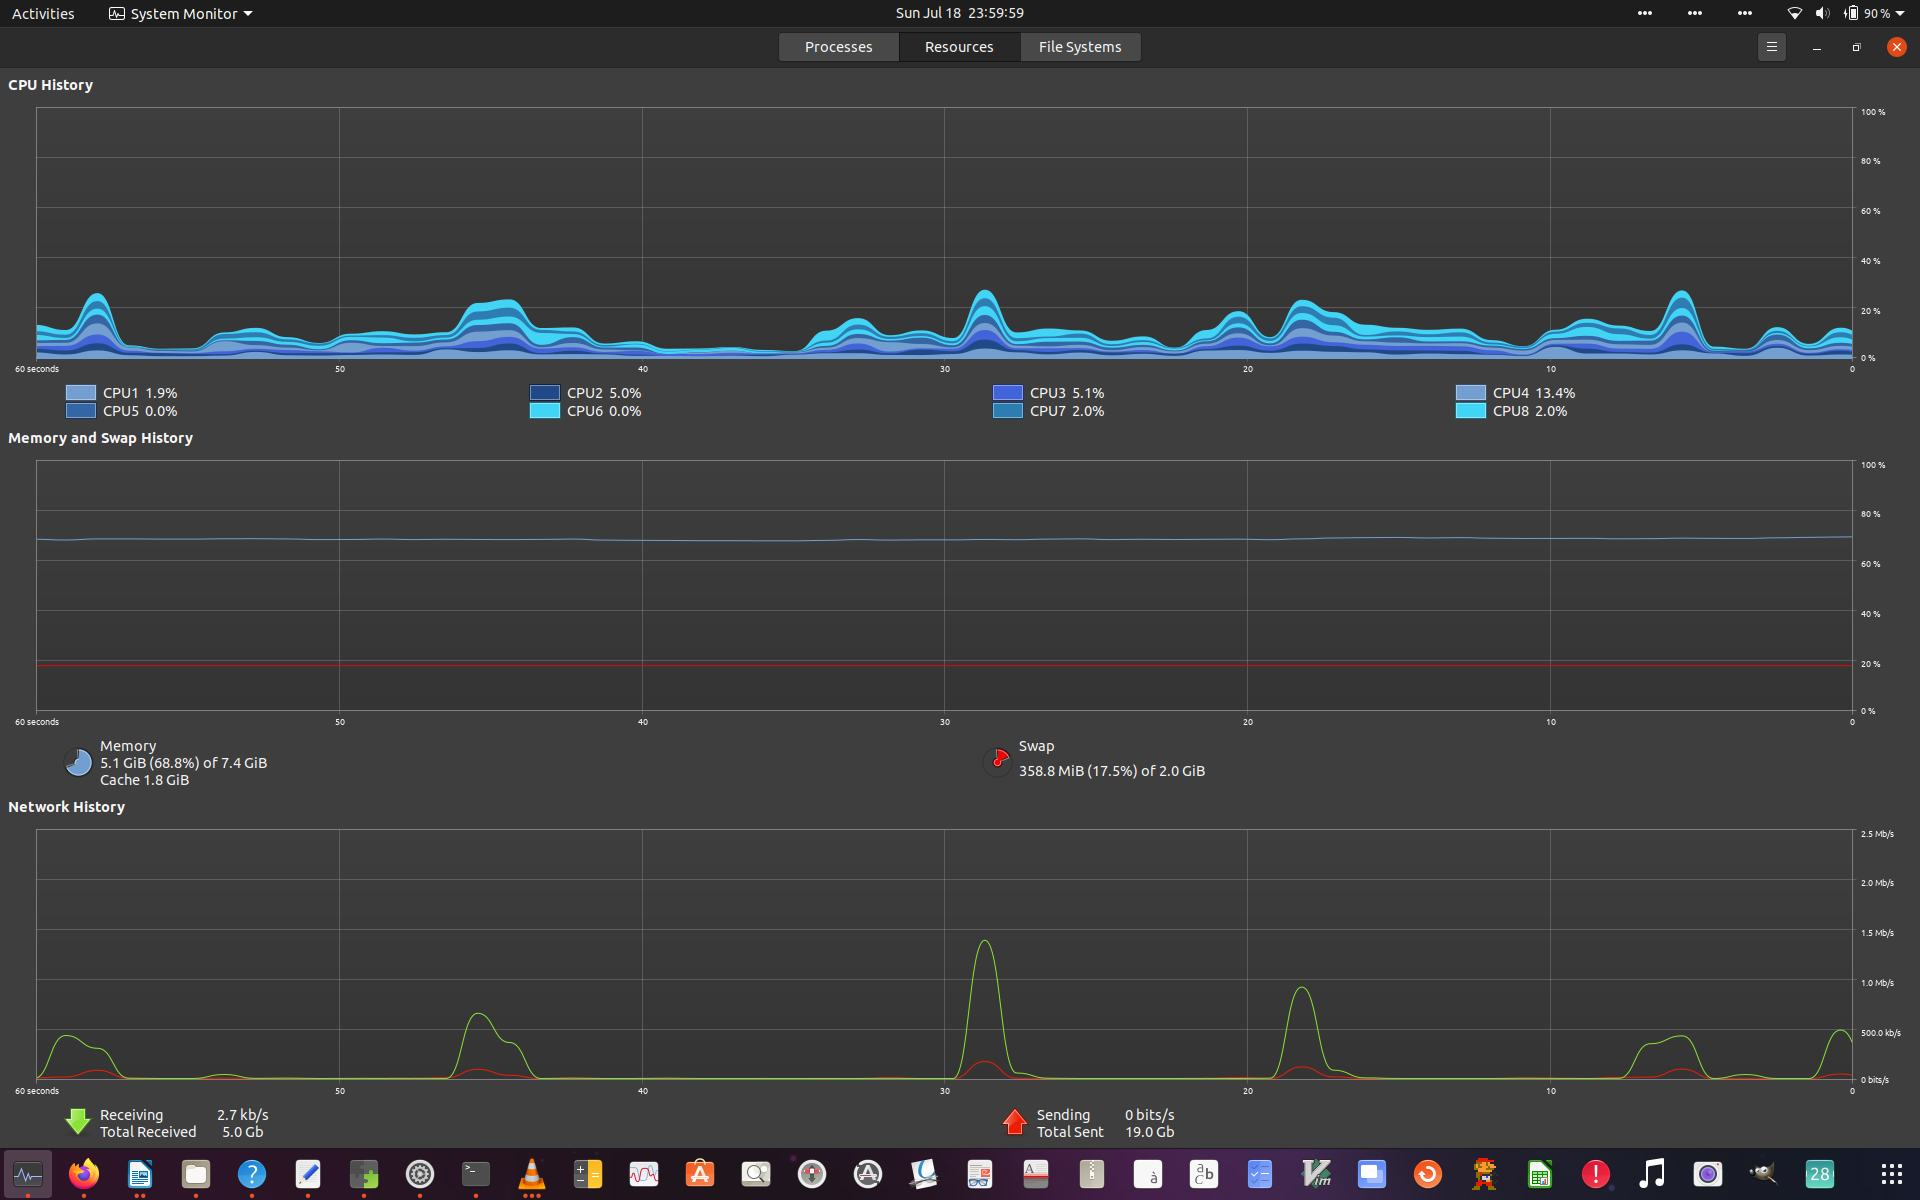 Activities
System Monitor
Sun Jul 18 23:59:59
90 %
Processes
Resources
File Systems
CPU History
100 %
80 %
60 %
40 %
20 %
0 %
60 seconds
50
40
30
20
10
0
CPU1 1.9%
CPU2 5.0%
CPU3 5.1%
CPU4 13.4%
CPU5 0.0%
CPU6 0.0%
CPU7 2.0%
CPU8 2.0%
Memory and Swap History
100 %
80 %
60 %
40 %
20 %
0 %
60 seconds
50
40
30
20
10
0
Memory
5.1 GiB (68.8%) of 7.4 GiB
Cache 1.8 GiB
Swap
358.8 MiB (17.5%) of 2.0 GiB
Network History
2.5 Mb/s
2.0 Mb/s
1.5 Mb/s
1.0 Mb/s
500.0 kb/s
0 bits/s
60 seconds
50
40
30
20
10
0
Receiving 2.7 kb/s
Total Received 5.0 Gb
Sending 0 bits/s
Total Sent 19.0 Gb
28